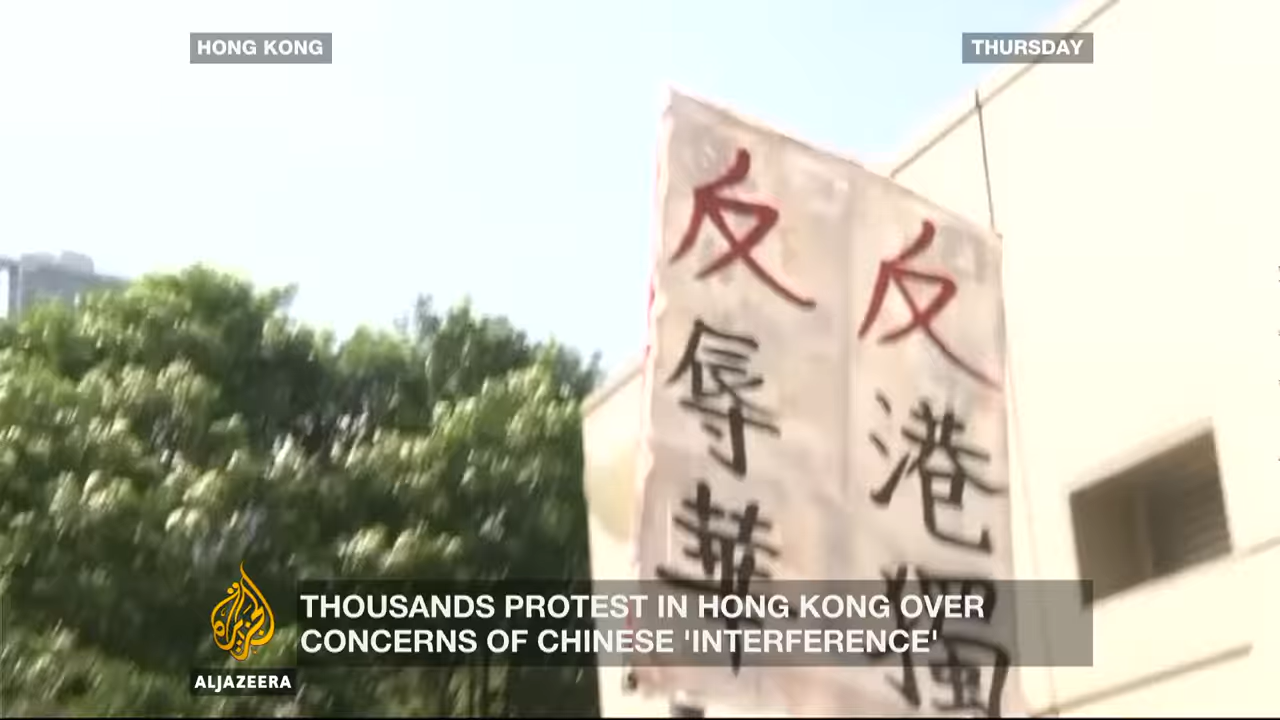 HONG KONG
THURSDAY
反港獨
反辱華
THOUSANDS PROTEST IN HONG KONG OVER
CONCERNS OF CHINESE 'INTERFERENCE'
ALJAZEERA